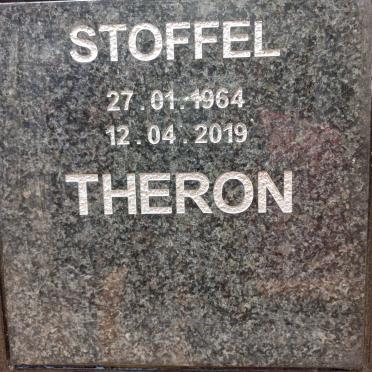 STOFFEL
27.01.1964
12.04.2019
THERON